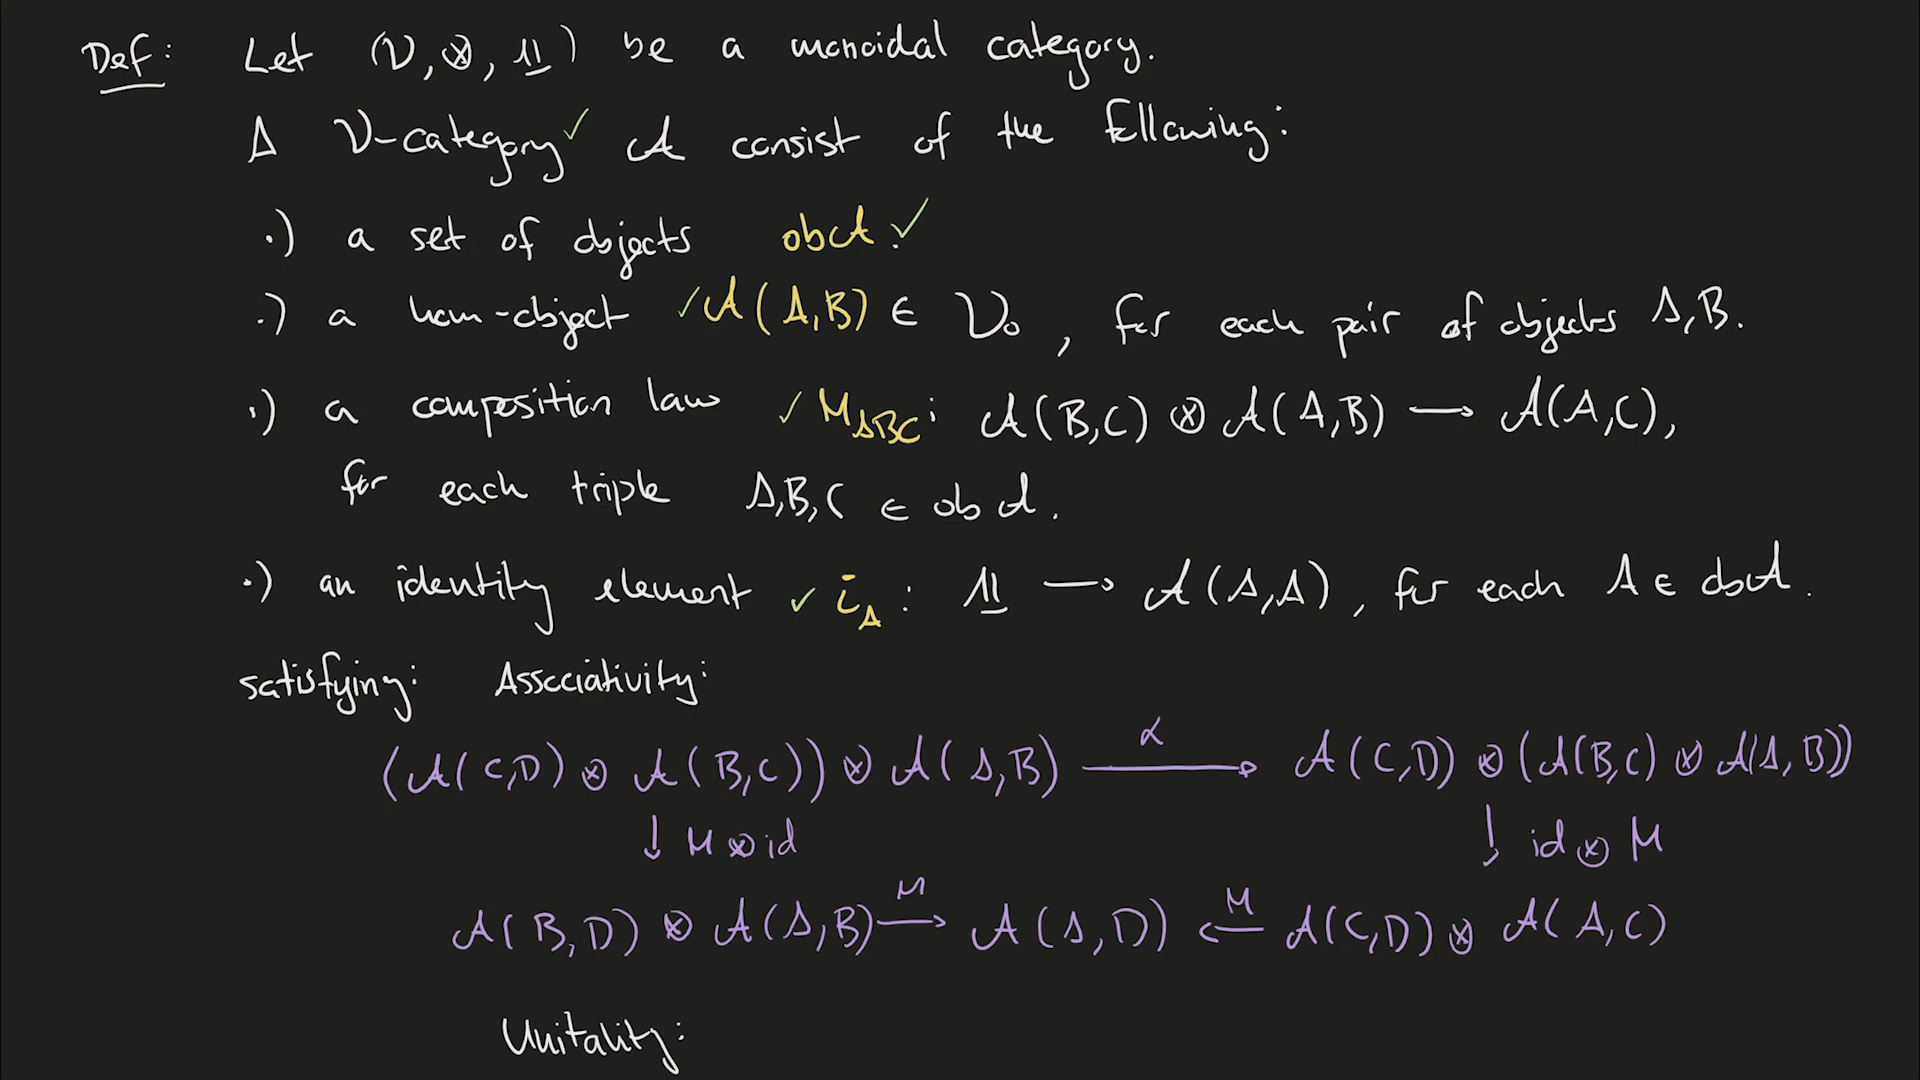 Def: Let (𝒱, ⊗, 𝟙) be a monoidal category.
A 𝒱-category ✓ 𝒜 consist of the following:
·) a set of objects ob𝒜. ✓
·) a hom-object ✓ 𝒜(A,B) ∈ 𝒱₀, for each pair of objects A,B.
·) a composition law ✓ M_ABC: 𝒜(B,C) ⊗ 𝒜(A,B) → 𝒜(A,C),
for each triple A,B,C ∈ ob 𝒜.
·) an identity element ✓ i_A: 𝟙 → 𝒜(A,A), for each A ∈ ob𝒜.
satisfying: Associativity:
α
(𝒜(C,D) ⊗ 𝒜(B,C)) ⊗ 𝒜(A,B) → 𝒜(C,D) ⊗ (𝒜(B,C) ⊗ 𝒜(A,B))
↓ M ⊗ id ↓ id ⊗ M
M M
𝒜(B,D) ⊗ 𝒜(A,B) → 𝒜(A,D) ← 𝒜(C,D) ⊗ 𝒜(A,C)
Unitality: